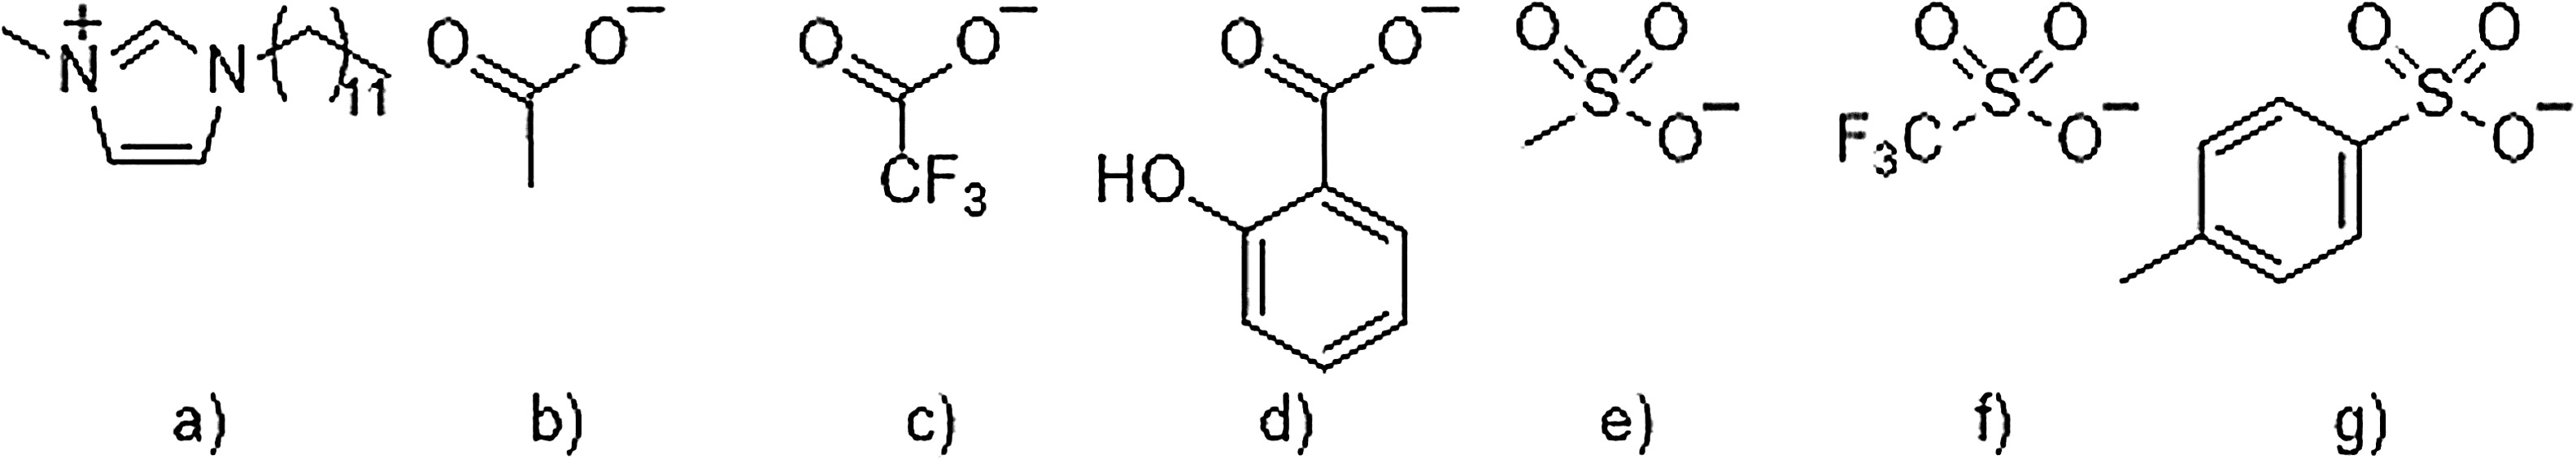 + N N 11 O O− O O− CF3 O O− HO O O S O− O O S F3C O− O O S O−
a) b) c) d) e) f) g)